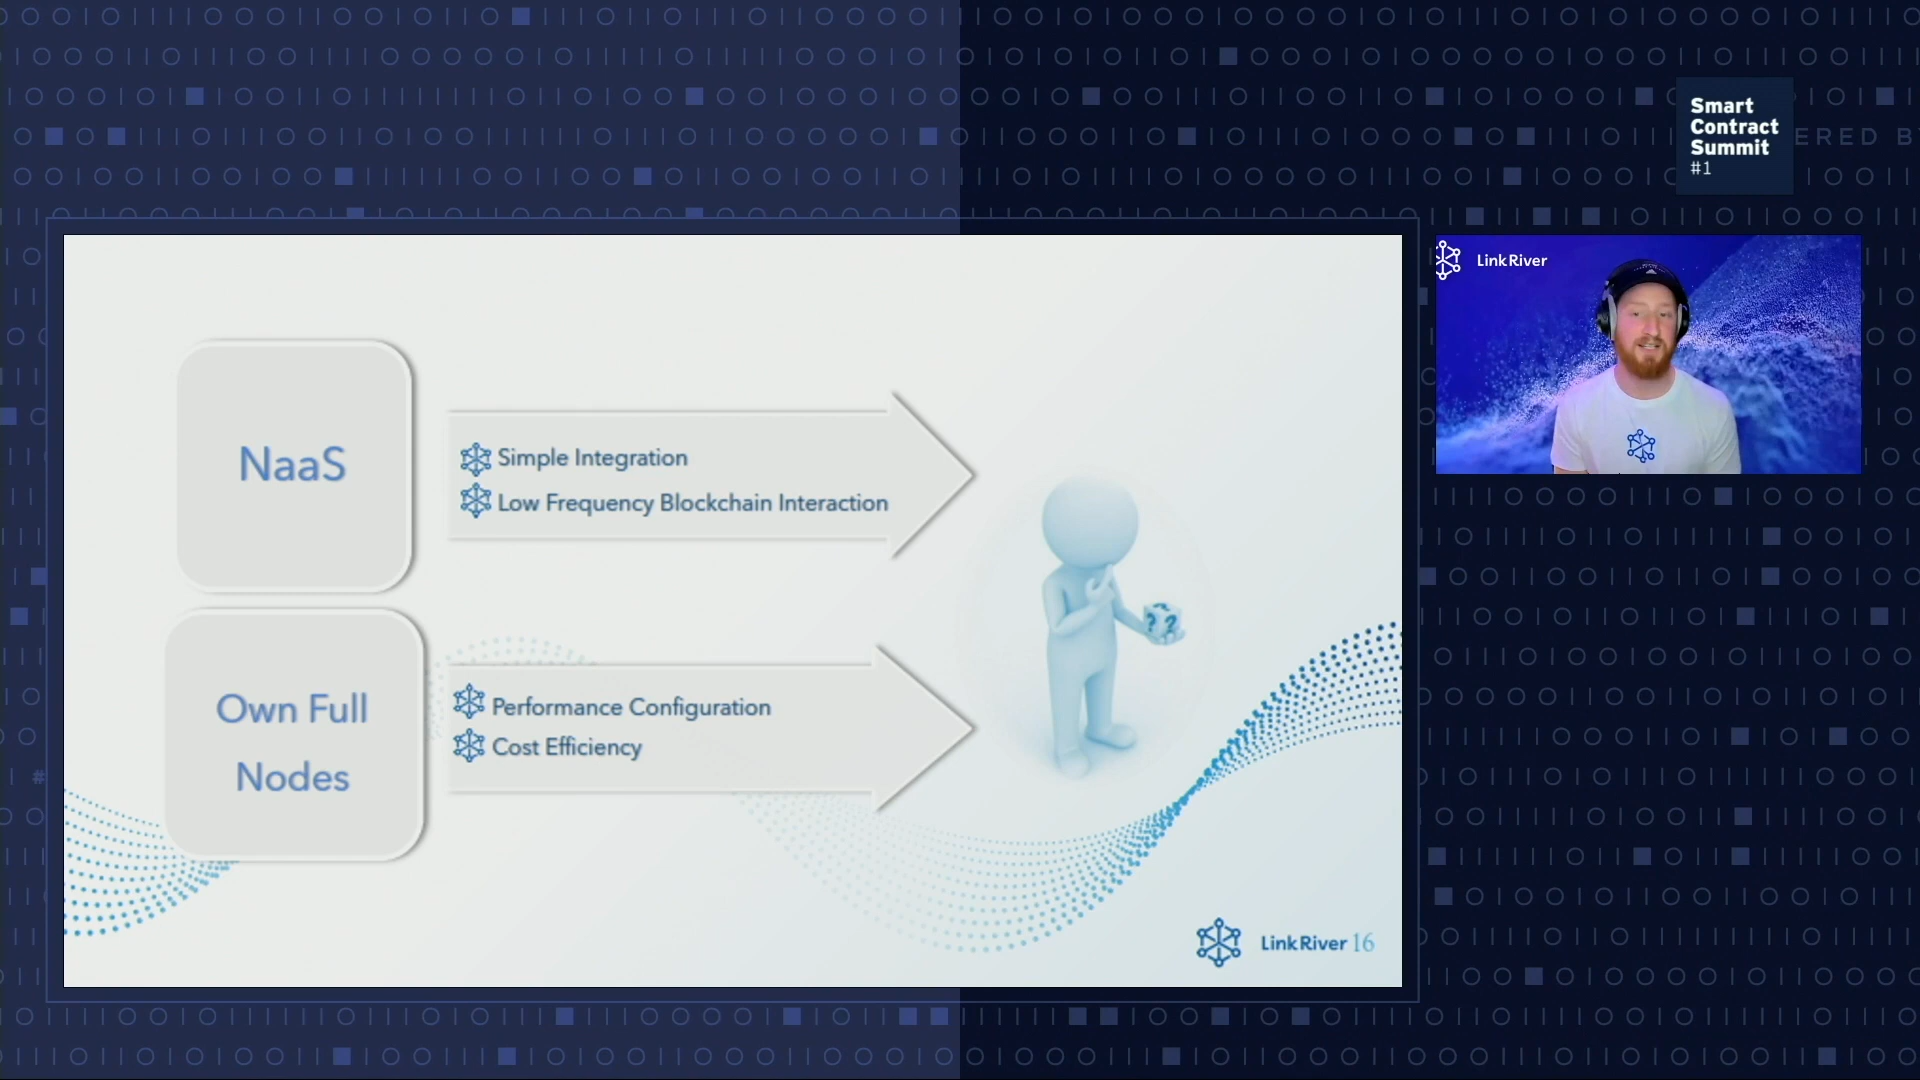 Smart
Contract
Summit
#1
ERED B
LinkRiver
NaaS
Simple Integration
Low Frequency Blockchain Interaction
? ?
Own Full
Nodes
Performance Configuration
Cost Efficiency
LinkRiver 16